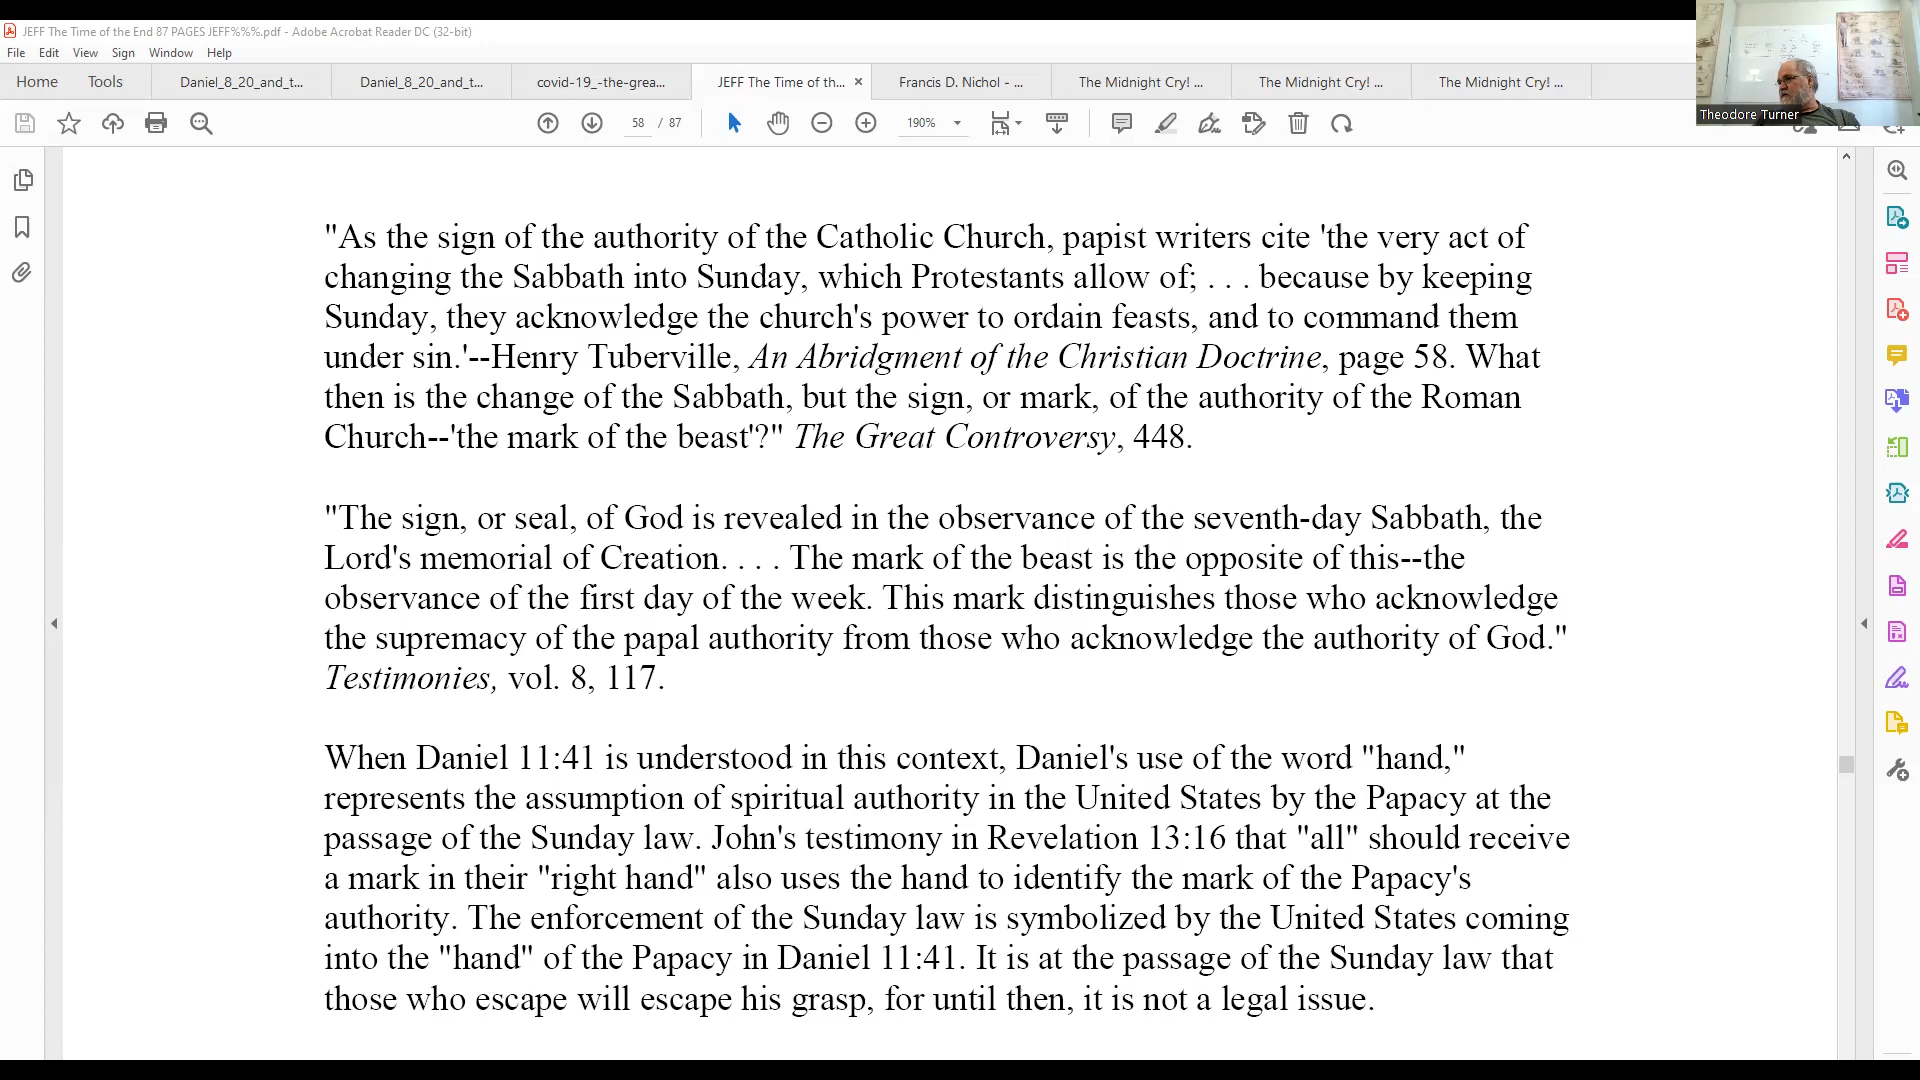 JEFF The Time of the End 87 PAGES JEFF%%%.pdf - Adobe Acrobat Reader DC (32-bit)
File Edit View Sign Window Help
Home Tools Daniel_8_20_and_t... Daniel_8_20_and_t... covid-19_-the-grea... JEFF The Time of th... × Francis D. Nichol - ... The Midnight Cry! ... The Midnight Cry! ... The Midnight Cry! ...
Theodore Turner
58 / 87 190%
"As the sign of the authority of the Catholic Church, papist writers cite 'the very act of
changing the Sabbath into Sunday, which Protestants allow of; . . . because by keeping
Sunday, they acknowledge the church's power to ordain feasts, and to command them
under sin.'--Henry Tuberville, An Abridgment of the Christian Doctrine, page 58. What
then is the change of the Sabbath, but the sign, or mark, of the authority of the Roman
Church--'the mark of the beast'?" The Great Controversy, 448.
"The sign, or seal, of God is revealed in the observance of the seventh-day Sabbath, the
Lord's memorial of Creation. . . . The mark of the beast is the opposite of this--the
observance of the first day of the week. This mark distinguishes those who acknowledge
the supremacy of the papal authority from those who acknowledge the authority of God."
Testimonies, vol. 8, 117.
When Daniel 11:41 is understood in this context, Daniel's use of the word "hand,"
represents the assumption of spiritual authority in the United States by the Papacy at the
passage of the Sunday law. John's testimony in Revelation 13:16 that "all" should receive
a mark in their "right hand" also uses the hand to identify the mark of the Papacy's
authority. The enforcement of the Sunday law is symbolized by the United States coming
into the "hand" of the Papacy in Daniel 11:41. It is at the passage of the Sunday law that
those who escape will escape his grasp, for until then, it is not a legal issue.